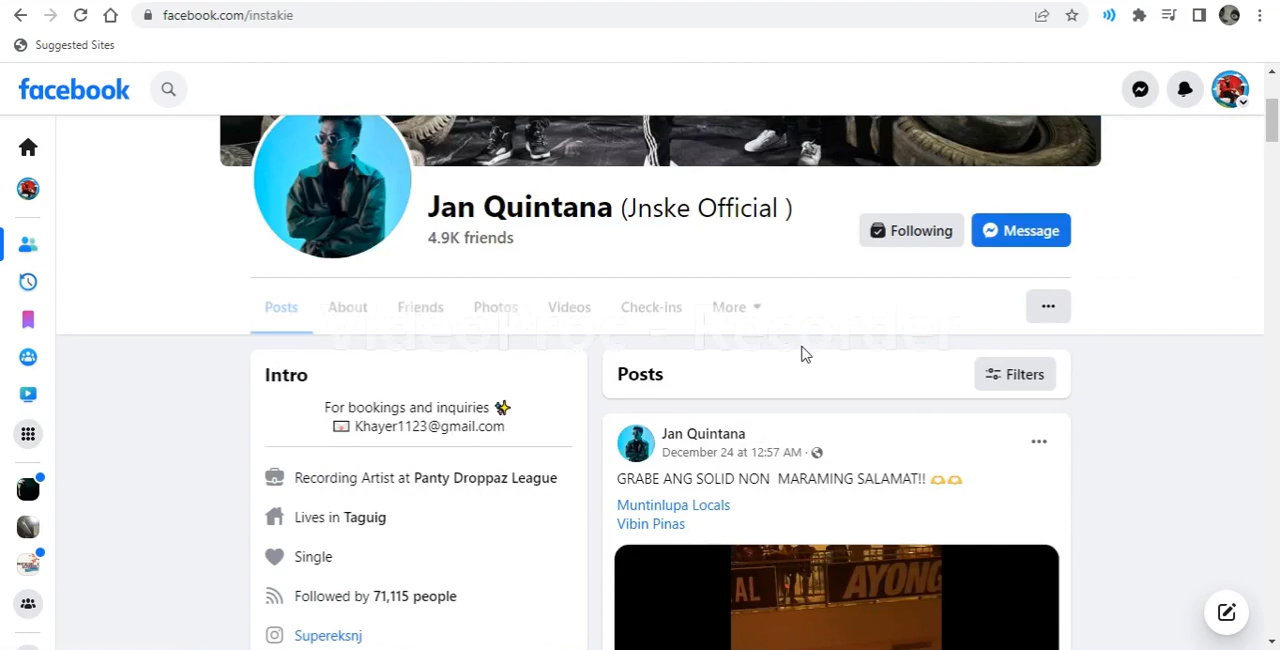 facebook.com/instakie
Suggested Sites
facebook
Jan Quintana (Jnske Official )
4.9K friends
Following
Message
Posts About Friends Photos Videos Check-ins More
VideoProc - Recorder
Intro
For bookings and inquiries ✨
Khayer1123@gmail.com
Recording Artist at Panty Droppaz League
Lives in Taguig
Single
Followed by 71,115 people
Supereksnj
Posts
Filters
Jan Quintana
December 24 at 12:57 AM ·
GRABE ANG SOLID NON MARAMING SALAMAT!! 🫶🫶
Muntinlupa Locals
Vibin Pinas
AL AYONG